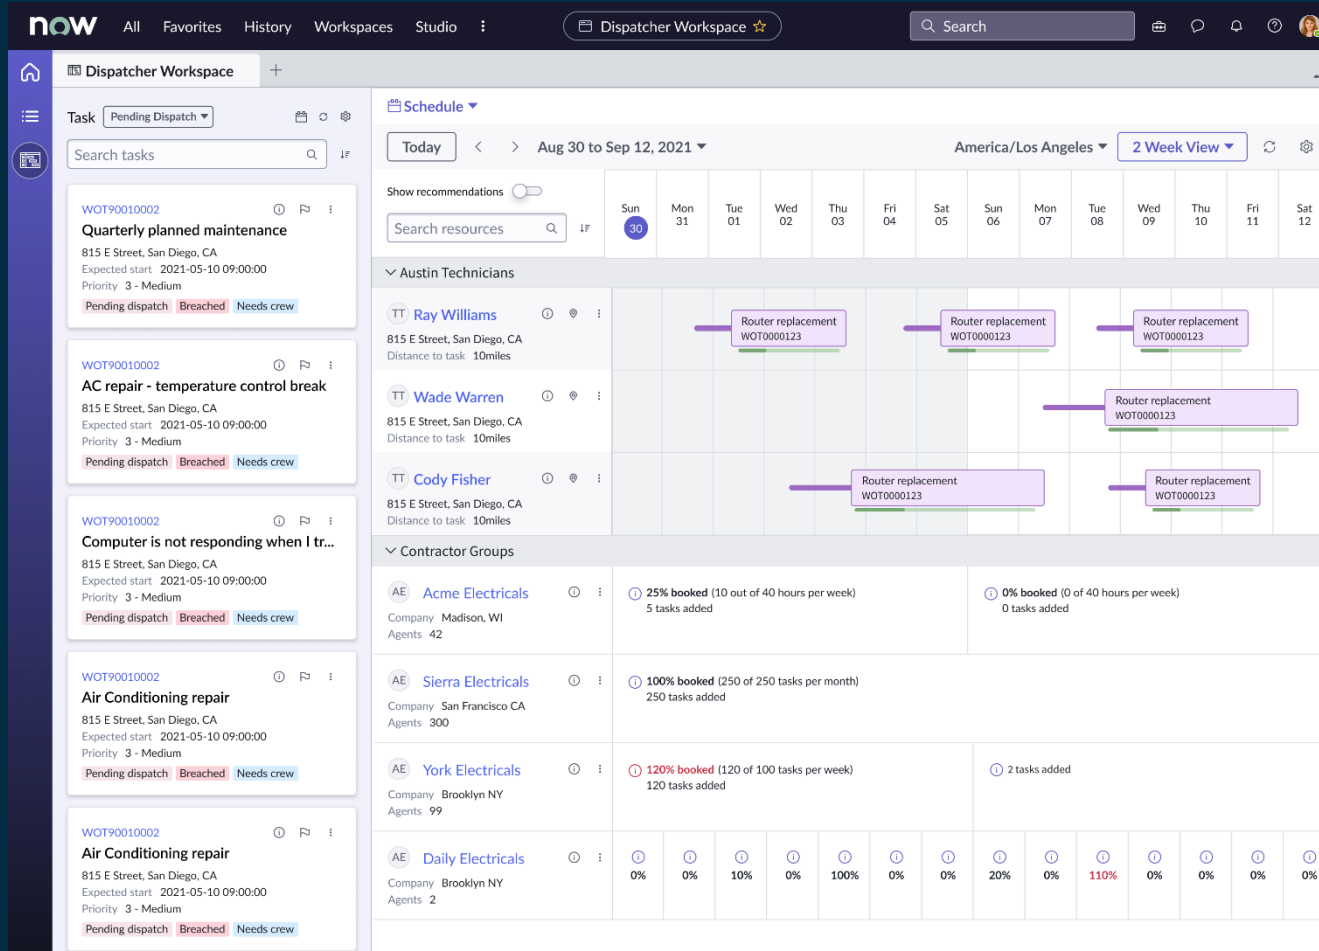 now
All Favorites History Workspaces Studio
Dispatcher Workspace
Search
Dispatcher Workspace
Task Pending Dispatch
Search tasks
WOT90010002
Quarterly planned maintenance
815 E Street, San Diego, CA
Expected start 2021-05-10 09:00:00
Priority 3 - Medium
Pending dispatch Breached Needs crew
WOT90010002
AC repair - temperature control break
815 E Street, San Diego, CA
Expected start 2021-05-10 09:00:00
Priority 3 - Medium
Pending dispatch Breached Needs crew
WOT90010002
Computer is not responding when I tr...
815 E Street, San Diego, CA
Expected start 2021-05-10 09:00:00
Priority 3 - Medium
Pending dispatch Breached Needs crew
WOT90010002
Air Conditioning repair
815 E Street, San Diego, CA
Expected start 2021-05-10 09:00:00
Priority 3 - Medium
Pending dispatch Breached Needs crew
WOT90010002
Air Conditioning repair
815 E Street, San Diego, CA
Expected start 2021-05-10 09:00:00
Priority 3 - Medium
Pending dispatch Breached Needs crew
Schedule
Today Aug 30 to Sep 12, 2021 America/Los Angeles 2 Week View
Show recommendations
Search resources
Sun Mon Tue Wed Thu Fri Sat Sun Mon Tue Wed Thu Fri Sat
30 31 01 02 03 04 05 06 07 08 09 10 11 12
Austin Technicians
TT Ray Williams
815 E Street, San Diego, CA
Distance to task 10miles
Router replacement
WOT0000123
Router replacement
WOT0000123
Router replacement
WOT0000123
TT Wade Warren
815 E Street, San Diego, CA
Distance to task 10miles
Router replacement
WOT0000123
TT Cody Fisher
815 E Street, San Diego, CA
Distance to task 10miles
Router replacement
WOT0000123
Router replacement
WOT0000123
Contractor Groups
AE Acme Electricals
Company Madison, WI
Agents 42
25% booked (10 out of 40 hours per week)
5 tasks added
0% booked (0 of 40 hours per week)
0 tasks added
AE Sierra Electricals
Company San Francisco CA
Agents 300
100% booked (250 of 250 tasks per month)
250 tasks added
AE York Electricals
Company Brooklyn NY
Agents 99
120% booked (120 of 100 tasks per week)
120 tasks added
2 tasks added
AE Daily Electricals
Company Brooklyn NY
Agents 2
0% 0% 10% 0% 100% 0% 0% 20% 0% 110% 0% 0% 0% 0%